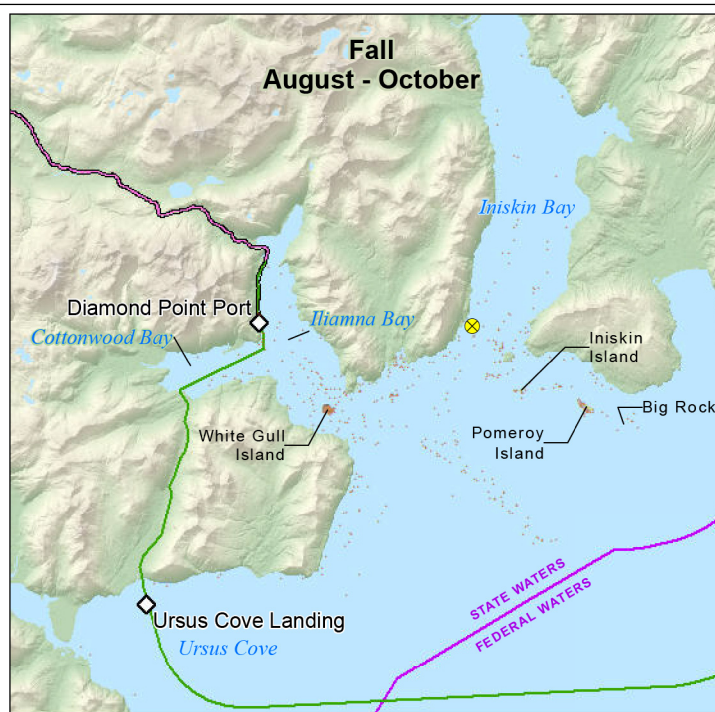 Fall
August - October
Iniskin Bay
Diamond Point Port
Iliamna Bay
Cottonwood Bay
Iniskin
Island
Big Rock
White Gull
Island
Pomeroy
Island
STATE WATERS
FEDERAL WATERS
Ursus Cove Landing
Ursus Cove